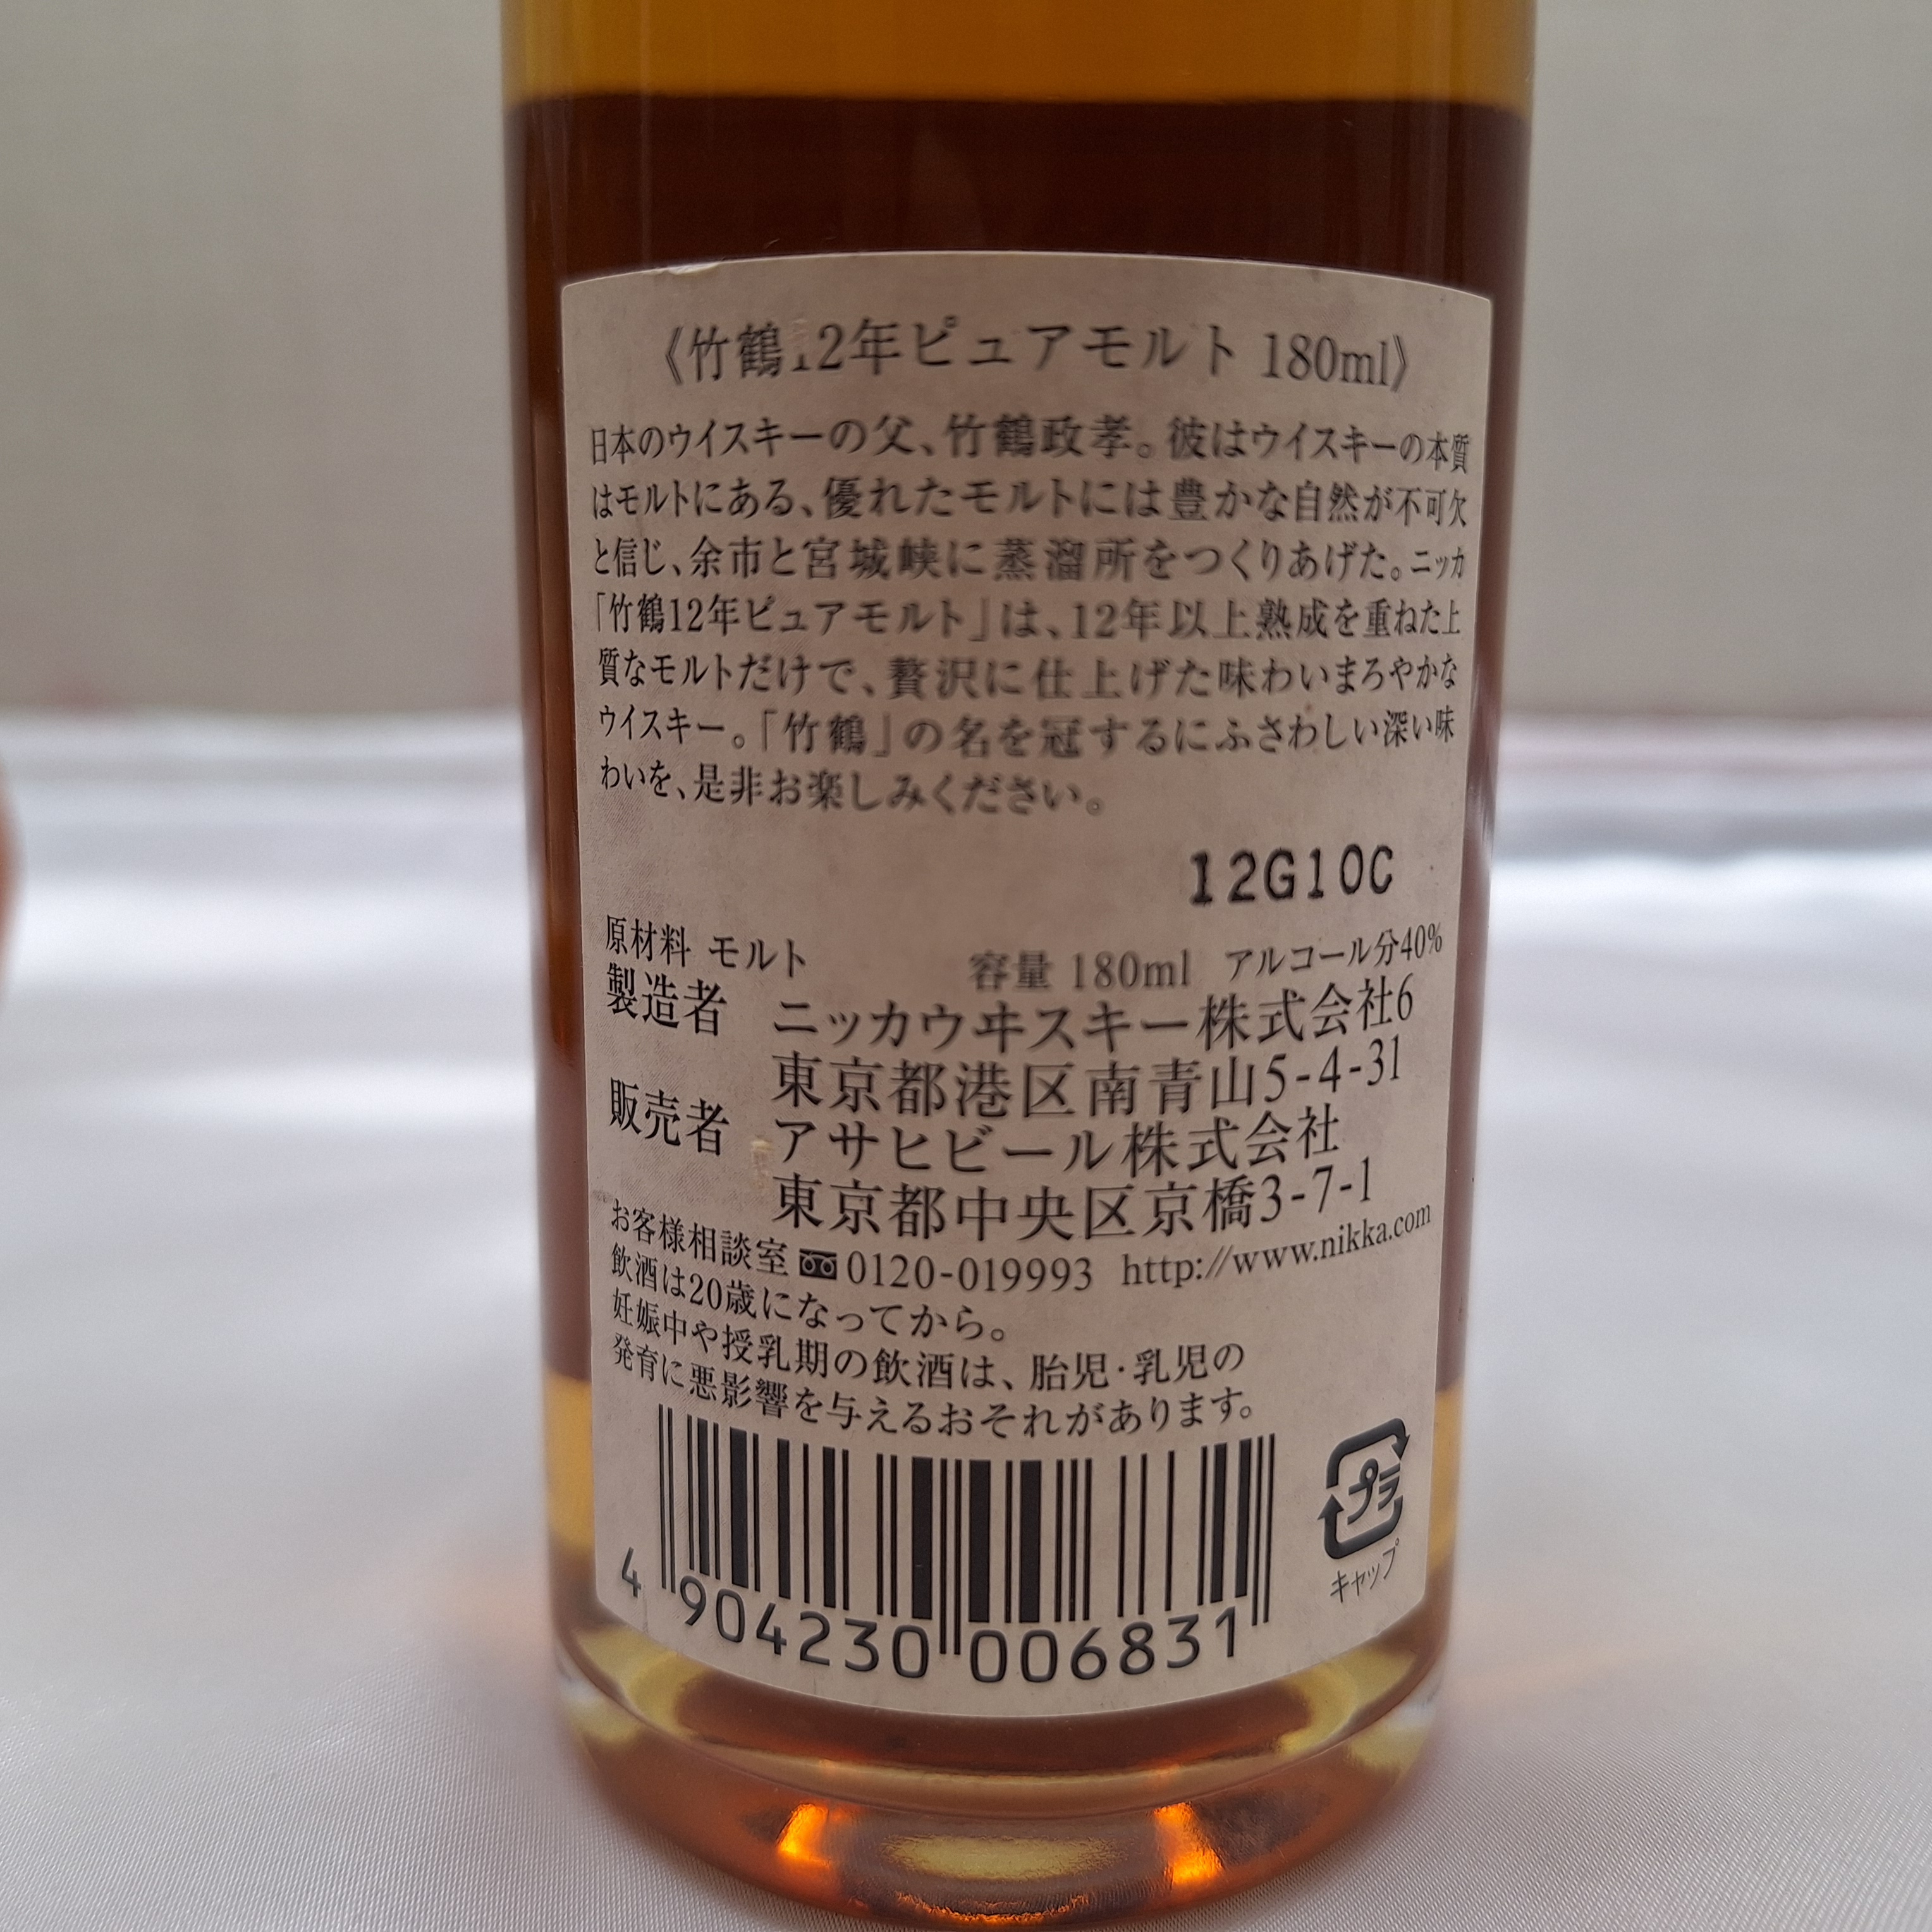 《竹鶴12年ピュアモルト 180ml》
日本のウイスキーの父、竹鶴政孝。彼はウイスキーの本質
はモルトにある、優れたモルトには豊かな自然が不可欠
と信じ、余市と宮城峡に蒸溜所をつくりあげた。ニッカ
「竹鶴12年ピュアモルト」は、12年以上熟成を重ねた上
質なモルトだけで、贅沢に仕上げた味わいまろやかな
ウイスキー。「竹鶴」の名を冠するにふさわしい深い味
わいを、是非お楽しみください。
12G10C
原材料 モルト 容量 180ml アルコール分40%
製造者 ニッカウヰスキー株式会社6
東京都港区南青山5-4-31
販売者 アサヒビール株式会社
東京都中央区京橋3-7-1
お客様相談室 0120-019993 http://www.nikka.com
飲酒は20歳になってから。
妊娠中や授乳期の飲酒は、胎児・乳児の
発育に悪影響を与えるおそれがあります。
プラ
キャップ
4 904230 006831